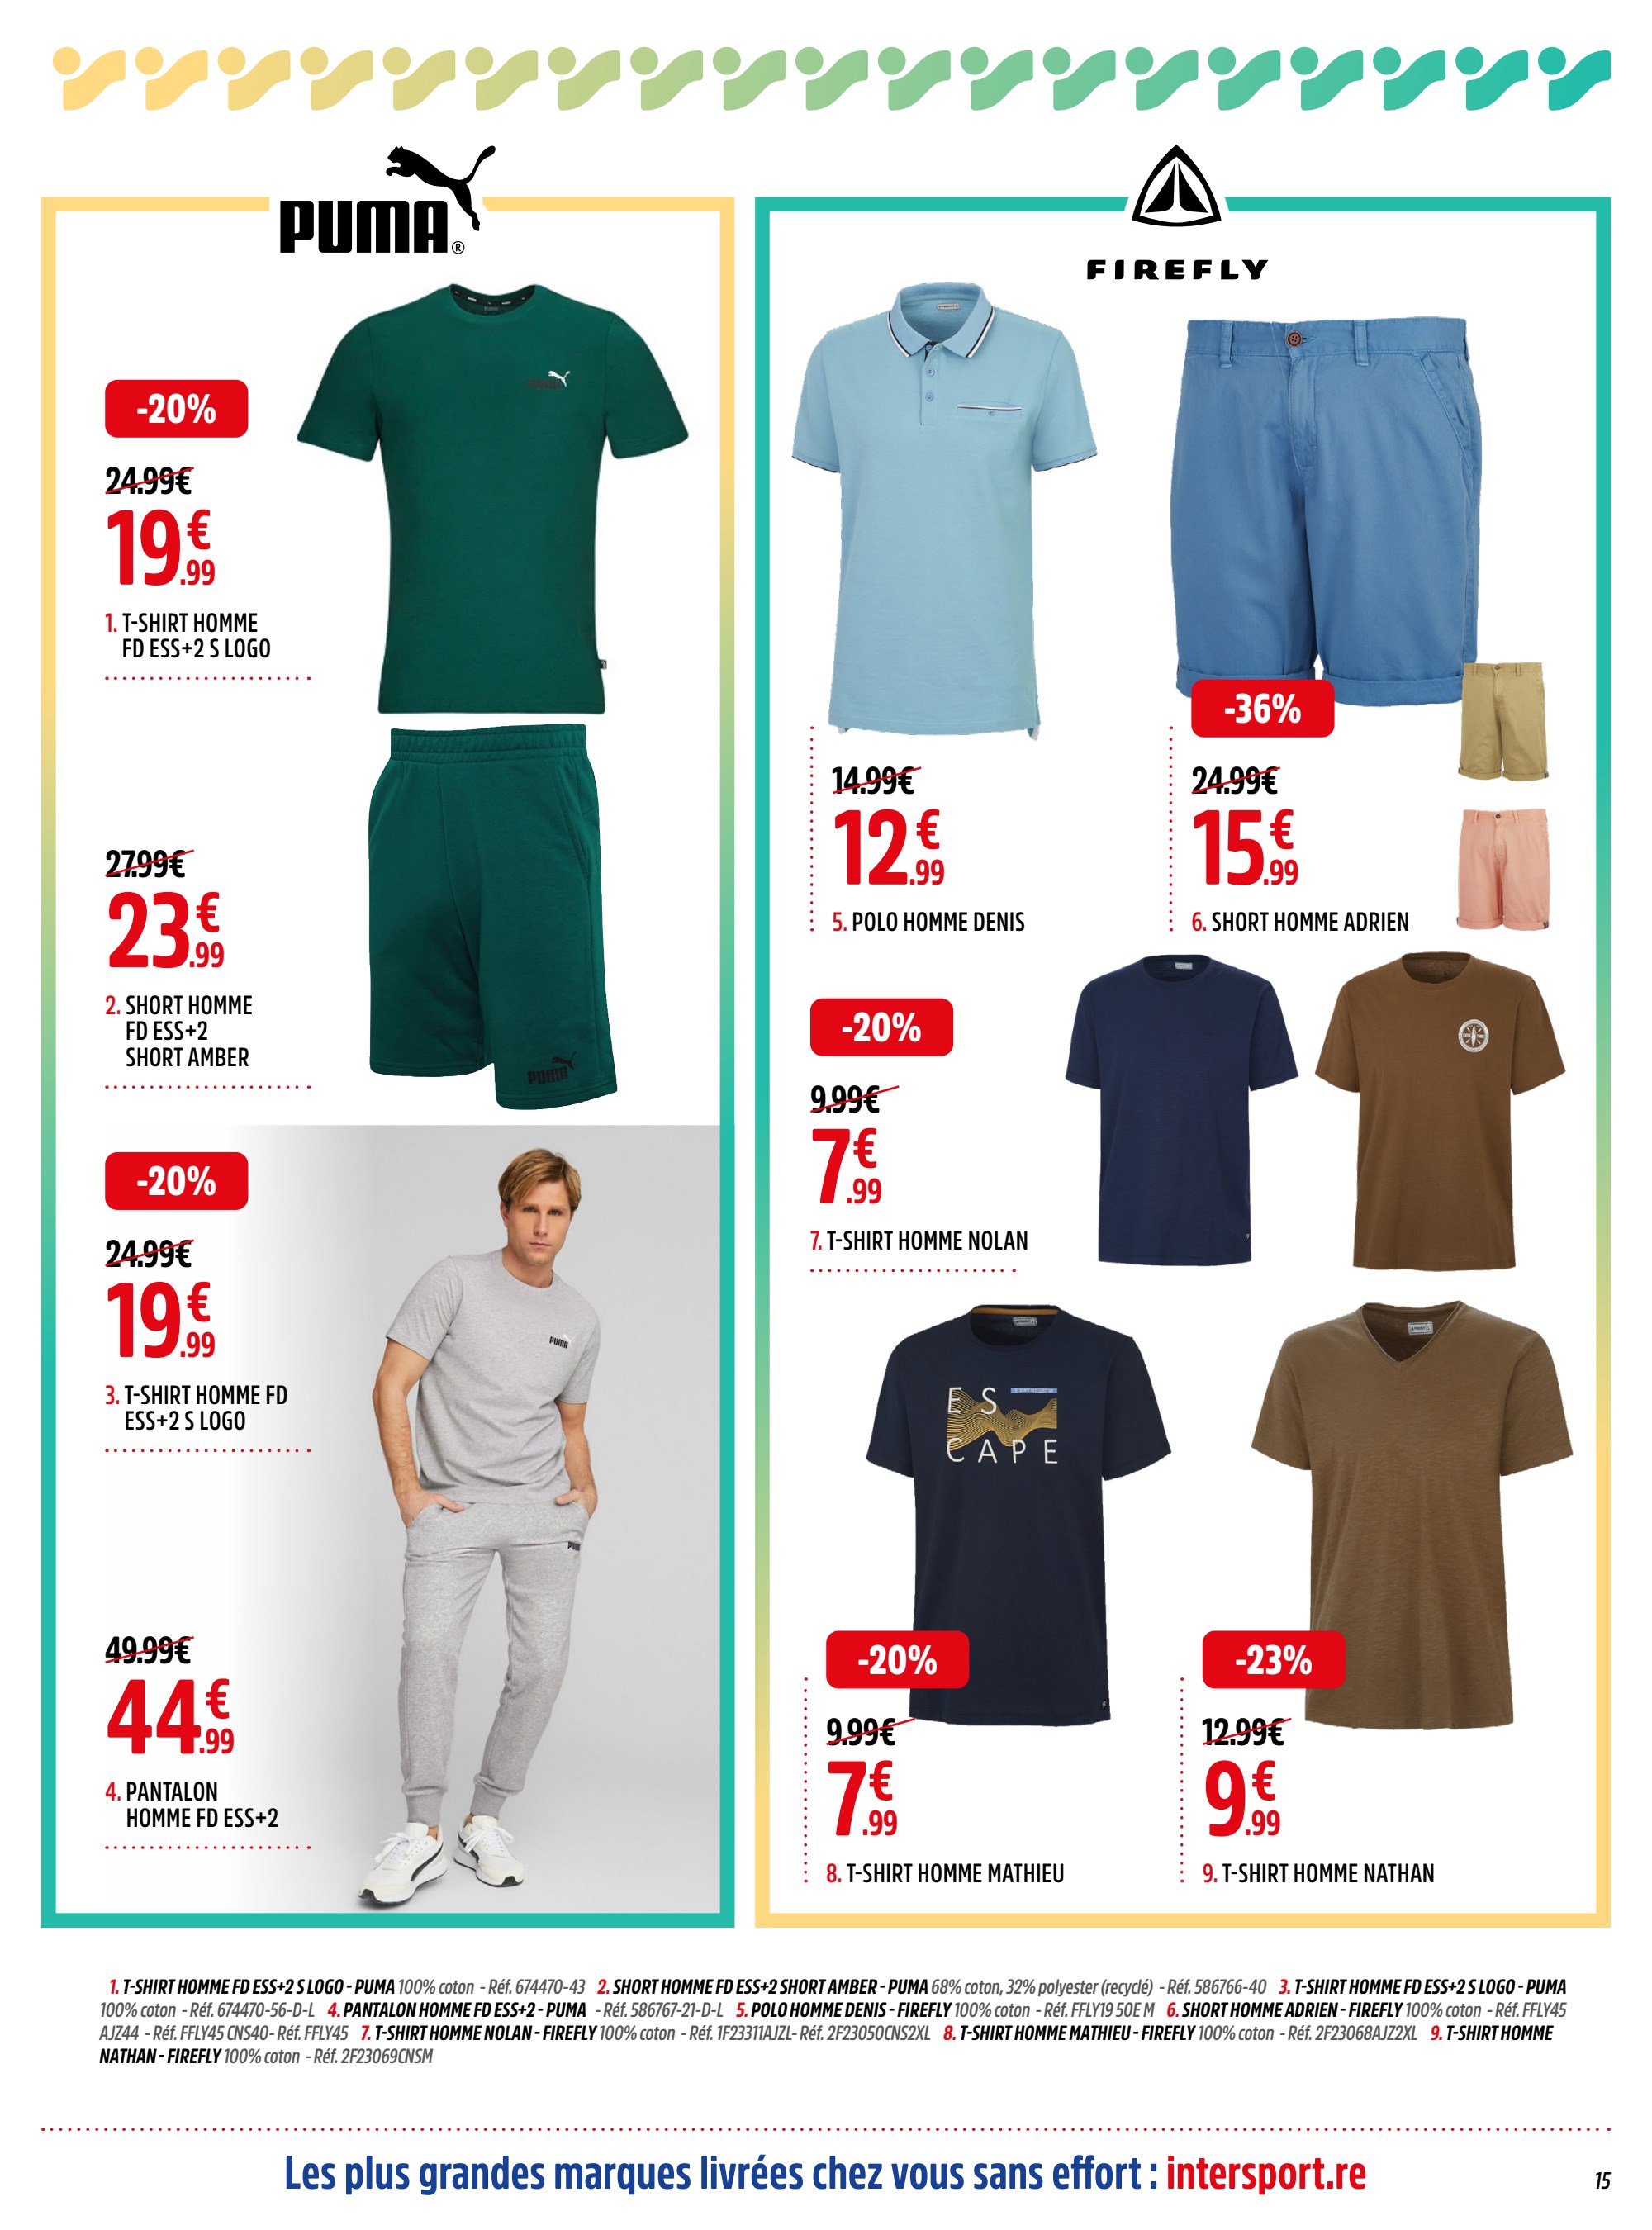 PUMA®
-20%
24.99€
19€.99
1. T-SHIRT HOMME
FD ESS+2 S LOGO
27.99€
23€.99
2. SHORT HOMME
FD ESS+2
SHORT AMBER
PUMA
-20%
24.99€
19€.99
3. T-SHIRT HOMME FD
ESS+2 S LOGO
PUMA
49.99€
44€.99
4. PANTALON
HOMME FD ESS+2
FIREFLY
14.99€
12€.99
5. POLO HOMME DENIS
-36%
24.99€
15€.99
6. SHORT HOMME ADRIEN
-20%
9.99€
7€.99
7. T-SHIRT HOMME NOLAN
ES
CAPE
-20%
9.99€
7€.99
8. T-SHIRT HOMME MATHIEU
-23%
12.99€
9€.99
9. T-SHIRT HOMME NATHAN
1. T-SHIRT HOMME FD ESS+2 S LOGO - PUMA 100% coton - Réf. 674470-43 2. SHORT HOMME FD ESS+2 SHORT AMBER - PUMA 68% coton, 32% polyester (recyclé) - Réf. 586766-40 3. T-SHIRT HOMME FD ESS+2 S LOGO - PUMA
100% coton - Réf. 674470-56-D-L 4. PANTALON HOMME FD ESS+2 - PUMA - Réf. 586767-21-D-L 5. POLO HOMME DENIS - FIREFLY 100% coton - Réf. FFLY19 50E M 6. SHORT HOMME ADRIEN - FIREFLY 100% coton - Réf. FFLY45
AJZ44 - Réf. FFLY45 CNS40- Réf. FFLY45 7. T-SHIRT HOMME NOLAN - FIREFLY 100% coton - Réf. 1F23311AJZL- Réf. 2F23050CNS2XL 8. T-SHIRT HOMME MATHIEU - FIREFLY 100% coton - Réf. 2F23068AJZ2XL 9. T-SHIRT HOMME
NATHAN - FIREFLY 100% coton - Réf. 2F23069CNSM
Les plus grandes marques livrées chez vous sans effort : intersport.re
15